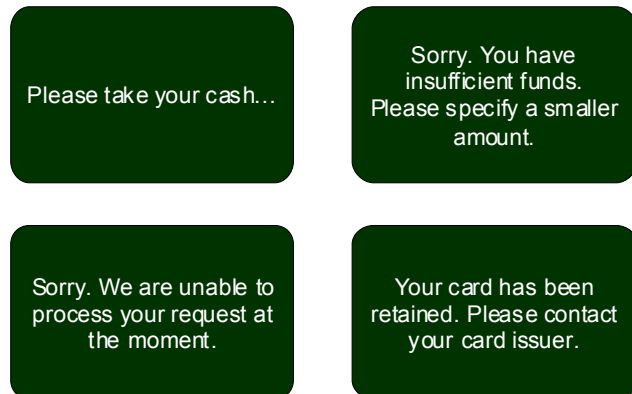 Please take your cash…
Sorry. You have
insufficient funds.
Please specify a smaller
amount.
Sorry. We are unable to
process your request at
the moment.
Your card has been
retained. Please contact
your card issuer.